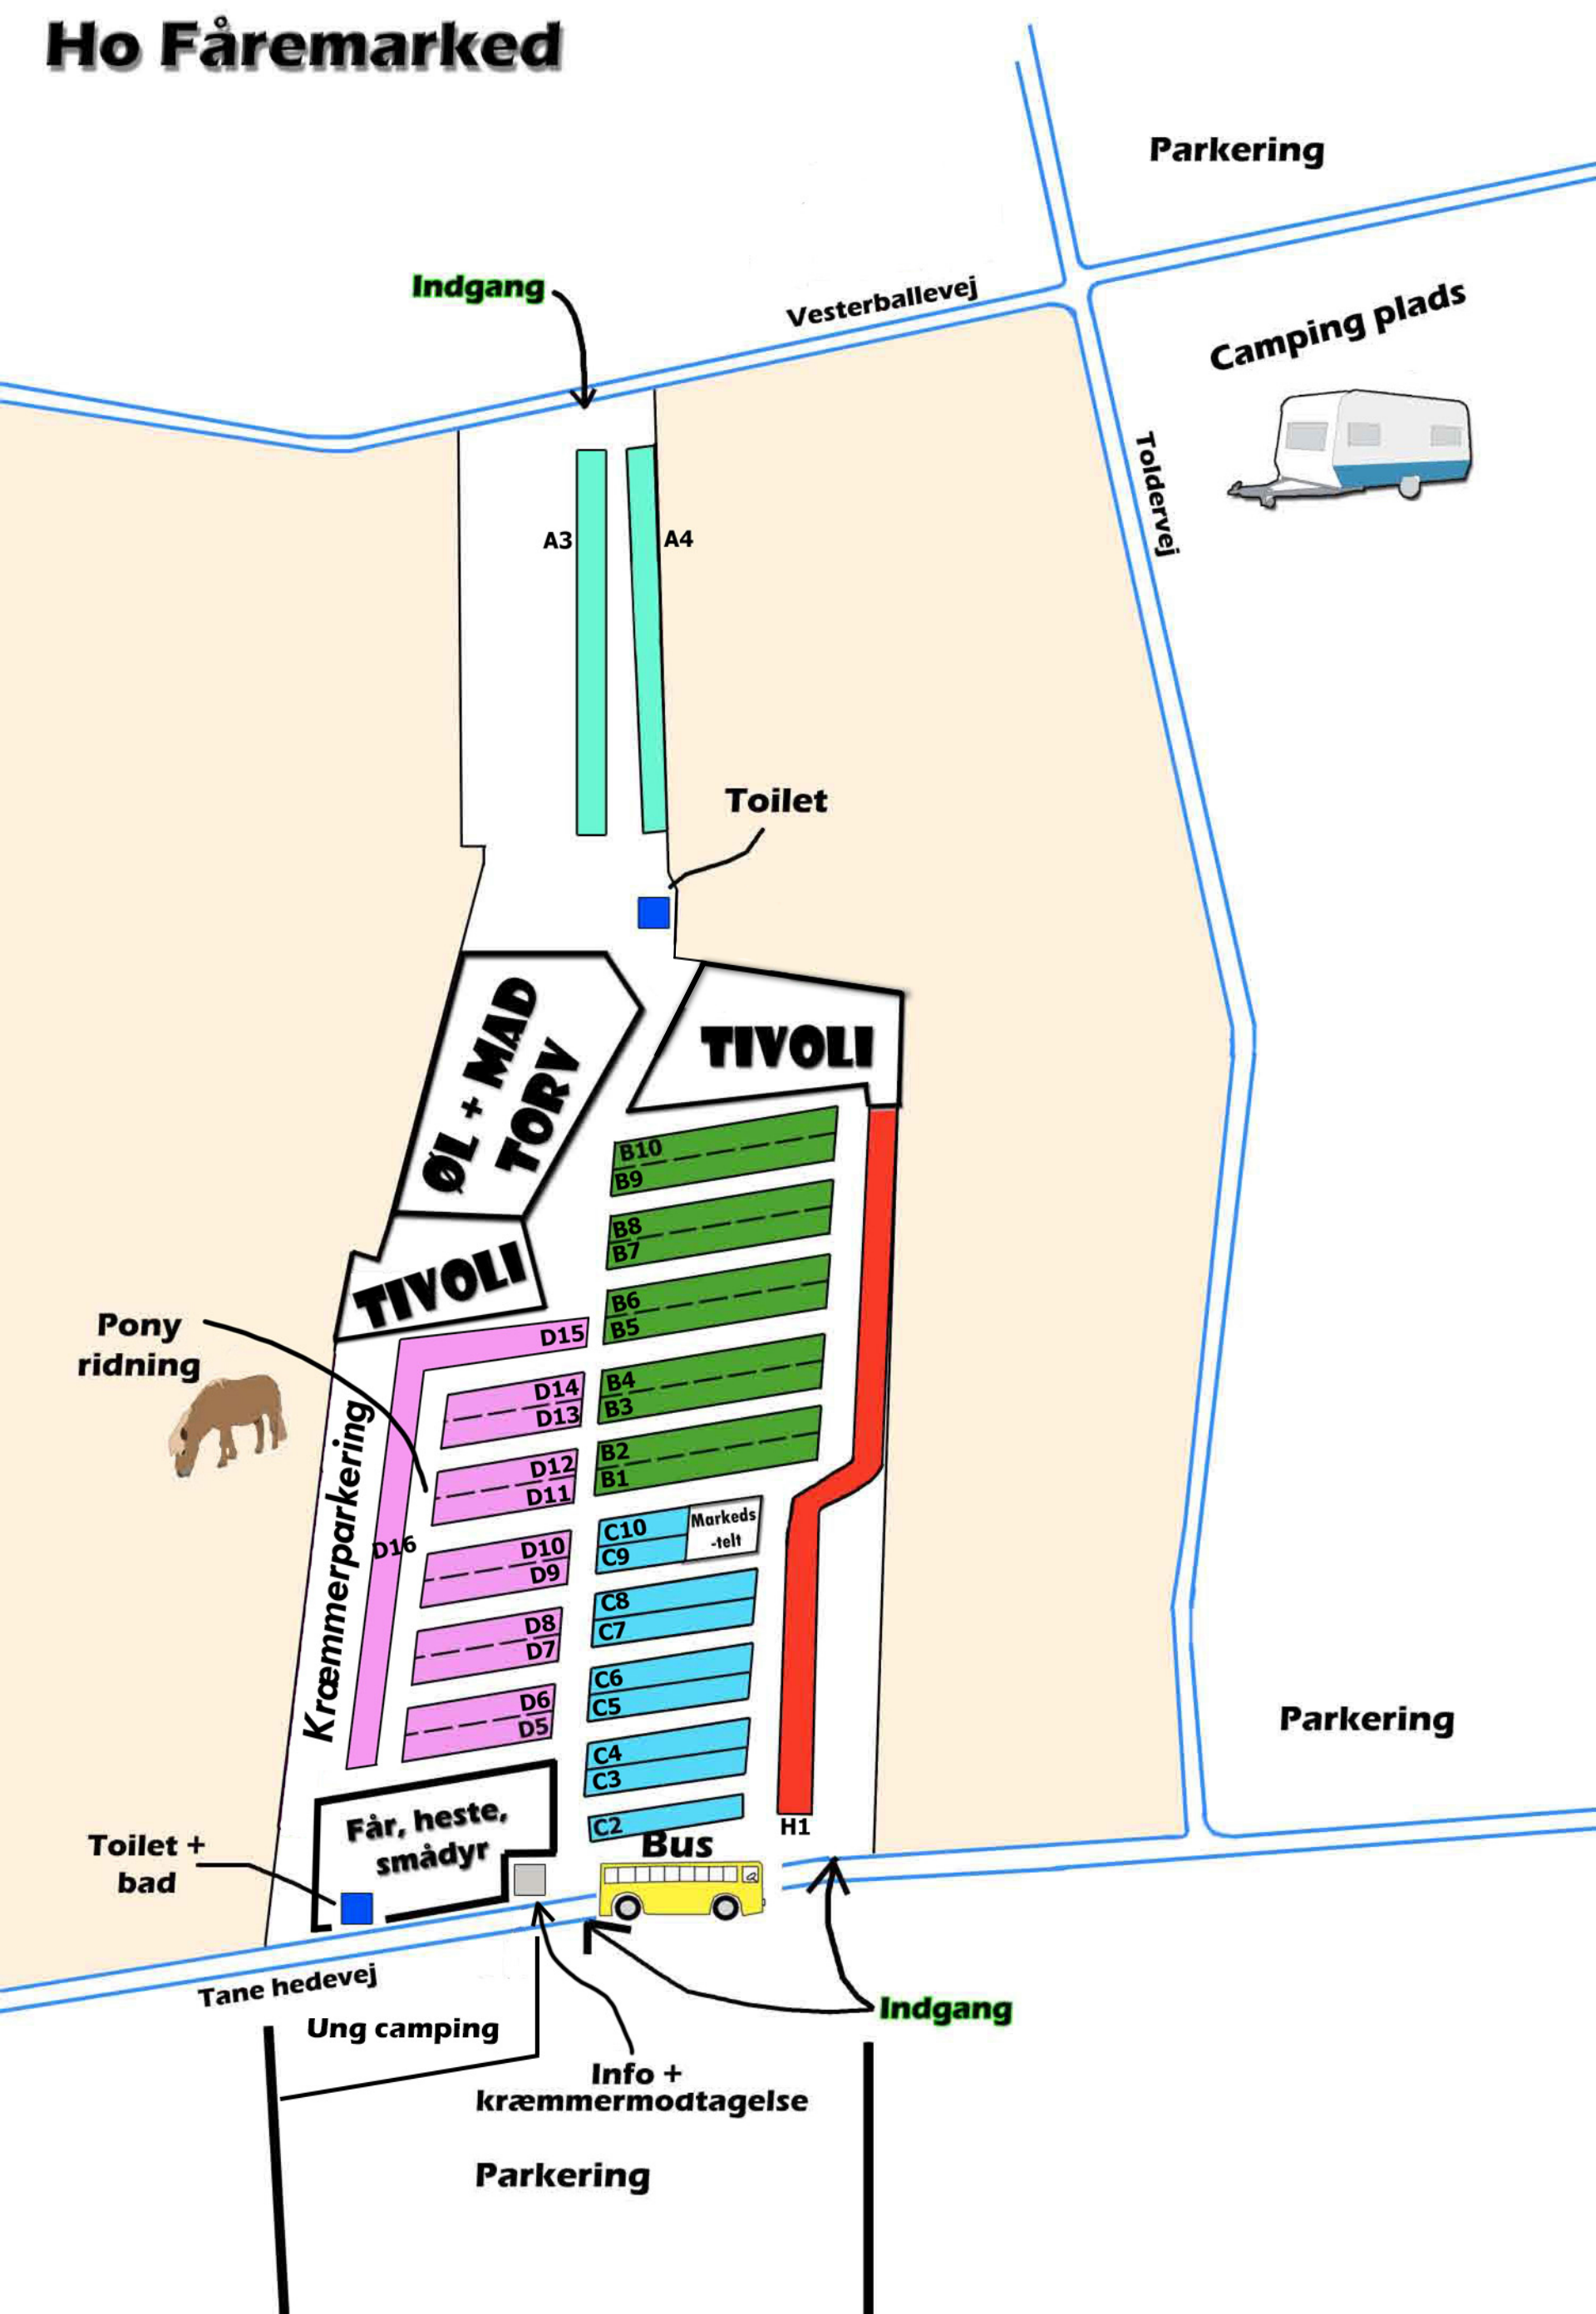 Ho Fåremarked
Parkering
Indgang
Vesterballevej
Camping plads
Toldervej
A3
A4
Toilet
ØL + MAD
TORV
TIVOLI
B10
B9
B8
B7
TIVOLI
B6
B5
Pony
ridning
D15
D14
D13
B4
B3
Kræmmerparkering
D12
D11
B2
B1
D16
D10
D9
C10
C9
Markeds
-telt
D8
D7
C8
C7
D6
D5
C6
C5
Parkering
C4
C3
Får, heste,
smådyr
C2
H1
Toilet +
bad
Bus
Tane hedevej
Ung camping
Indgang
Info +
kræmmermodtagelse
Parkering